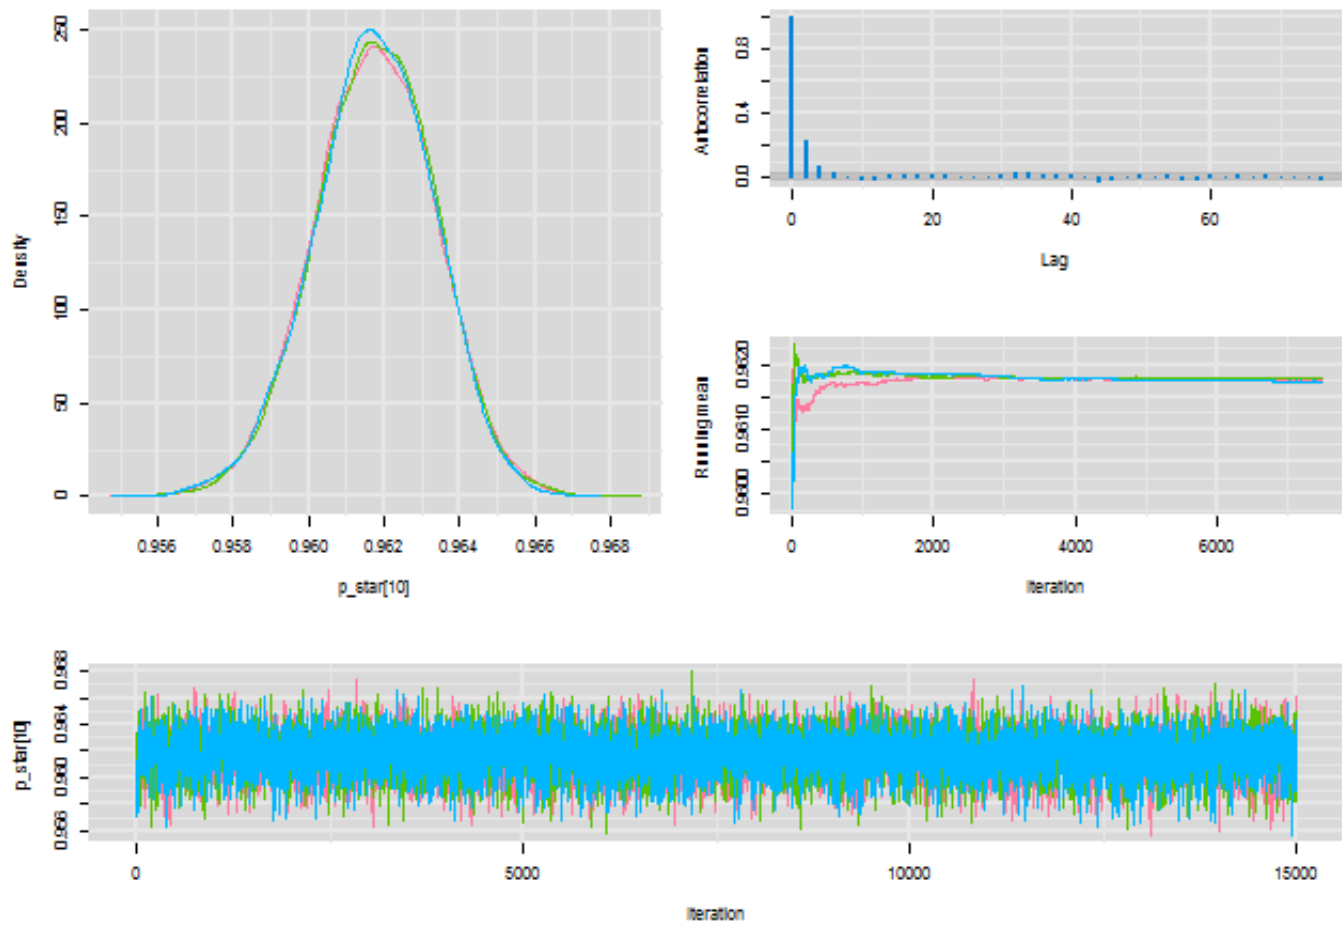 250
200
150
100
50
0
Density
0.956 0.958 0.960 0.962 0.964 0.966 0.968
p_star[10]
0.8
0.4
0.0
Autocorrelation
0 20 40 60
Lag
0.9620
0.9610
0.9600
Running mean
0 2000 4000 6000
Iteration
0.968
0.964
0.960
0.956
p_star[10]
0 5000 10000 15000
Iteration